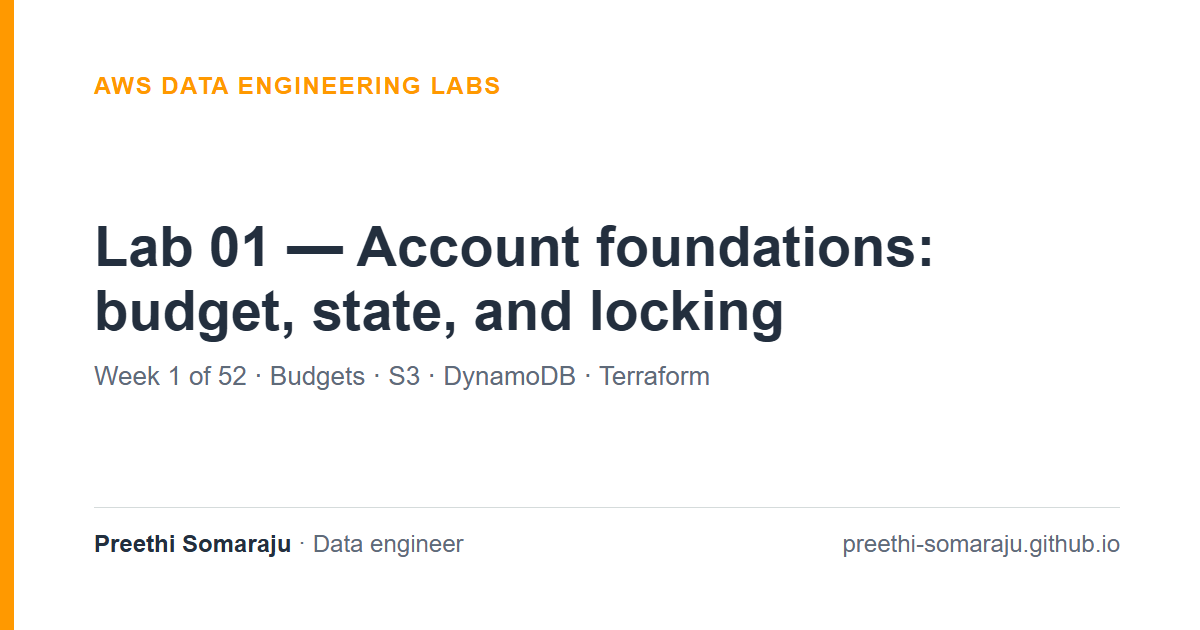 AWS DATA ENGINEERING LABS
Lab 01 — Account foundations:
budget, state, and locking
Week 1 of 52 · Budgets · S3 · DynamoDB · Terraform
Preethi Somaraju · Data engineer
preethi-somaraju.github.io